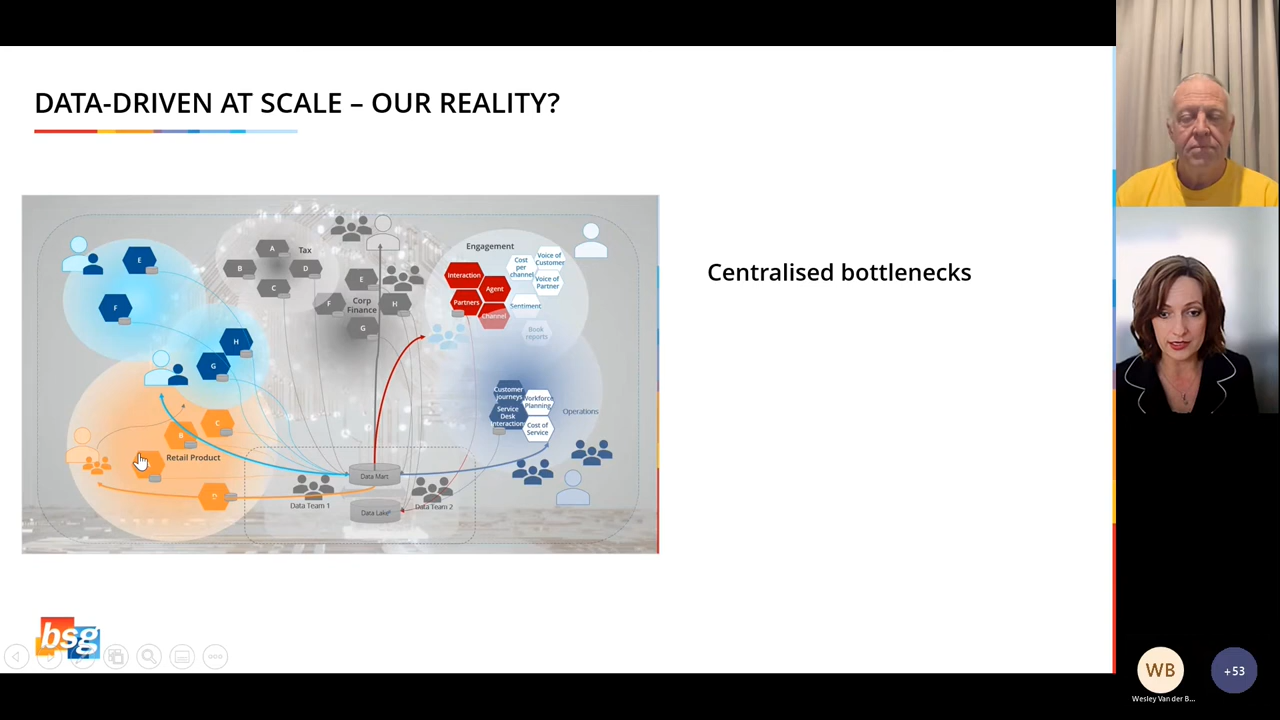 DATA-DRIVEN AT SCALE – OUR REALITY?
Centralised bottlenecks
E
F
H
G
A
Tax
B
D
C
E
F
Corp
Finance
H
G
Engagement
Interaction
Agent
Partners
Channel
Cost
per
channel
Voice of
Customer
Voice of
Partner
Sentiment
Book
reports
Customer
journeys
Workforce
Planning
Service
Desk
Interaction
Cost of
Service
Operations
C
B
Retail Product
D
Data Mart
Data Team 1
Data Team 2
Data Lake
bsg
WB
Wesley Van der B...
+53